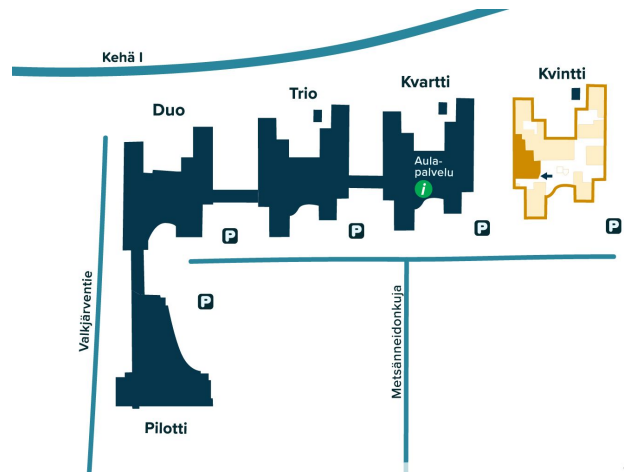 Kehä I
Duo
Trio
Kvartti
Kvintti
Aula-
palvelu
i
P
P
P
P
P
Valkjärventie
Metsänneidonkuja
Pilotti